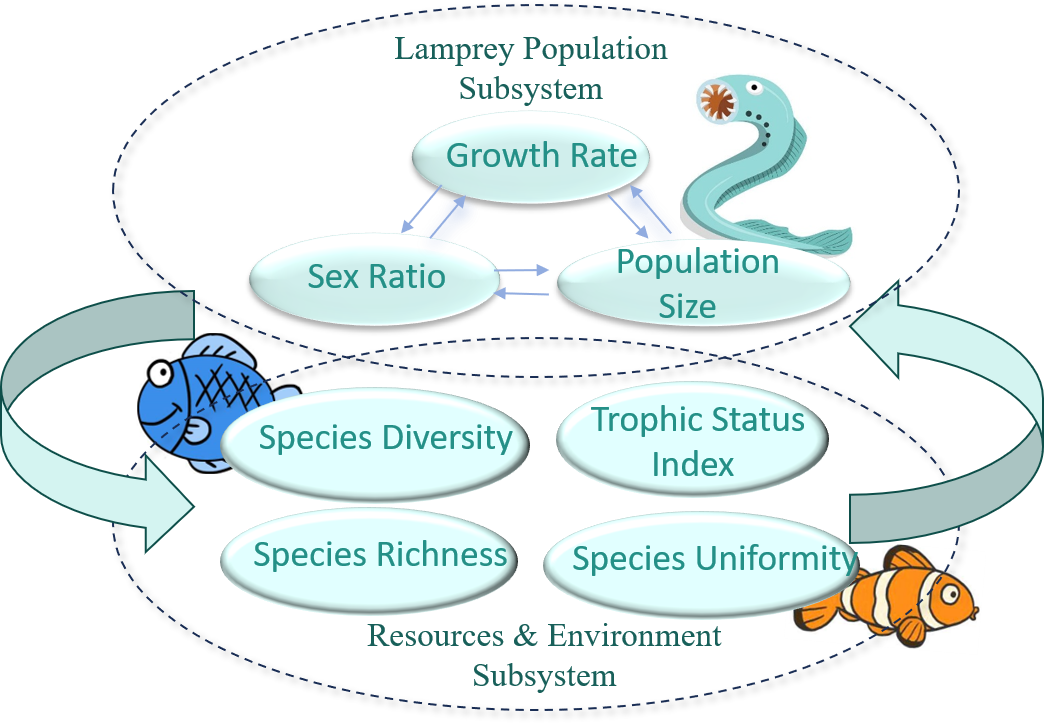 Lamprey Population
Subsystem
Growth Rate
Sex Ratio
Population
Size
Species Diversity
Trophic Status
Index
Species Richness
Species Uniformity
Resources & Environment
Subsystem